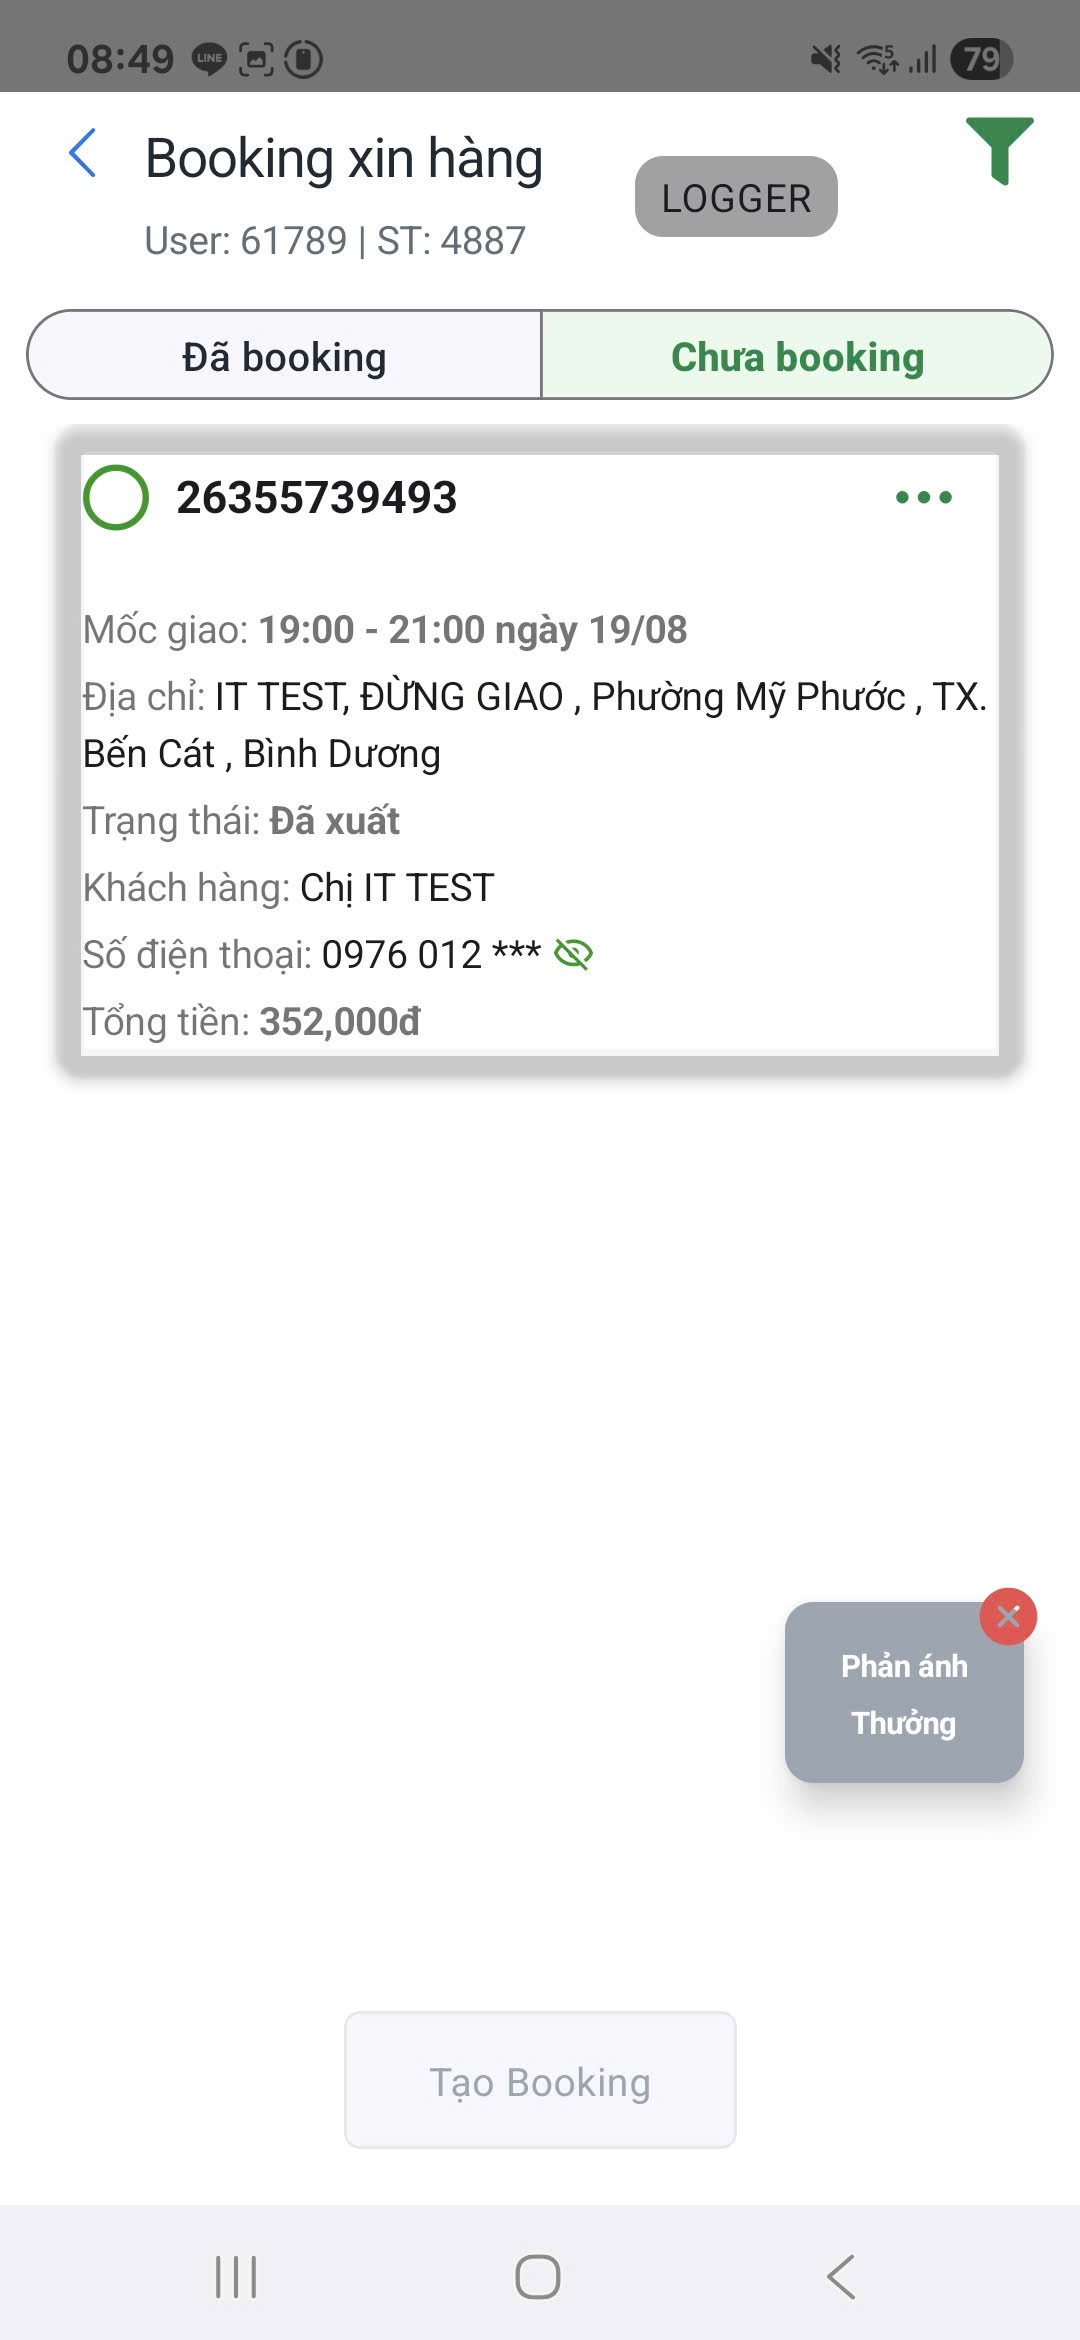 08:49 LINE 5 79
Booking xin hàng
LOGGER
User: 61789 | ST: 4887
Đã booking
Chưa booking
26355739493
Mốc giao: 19:00 - 21:00 ngày 19/08
Địa chỉ: IT TEST, ĐỪNG GIAO , Phường Mỹ Phước , TX.
Bến Cát , Bình Dương
Trạng thái: Đã xuất
Khách hàng: Chị IT TEST
Số điện thoại: 0976 012 ***
Tổng tiền: 352,000đ
Phản ánh
Thưởng
Tạo Booking